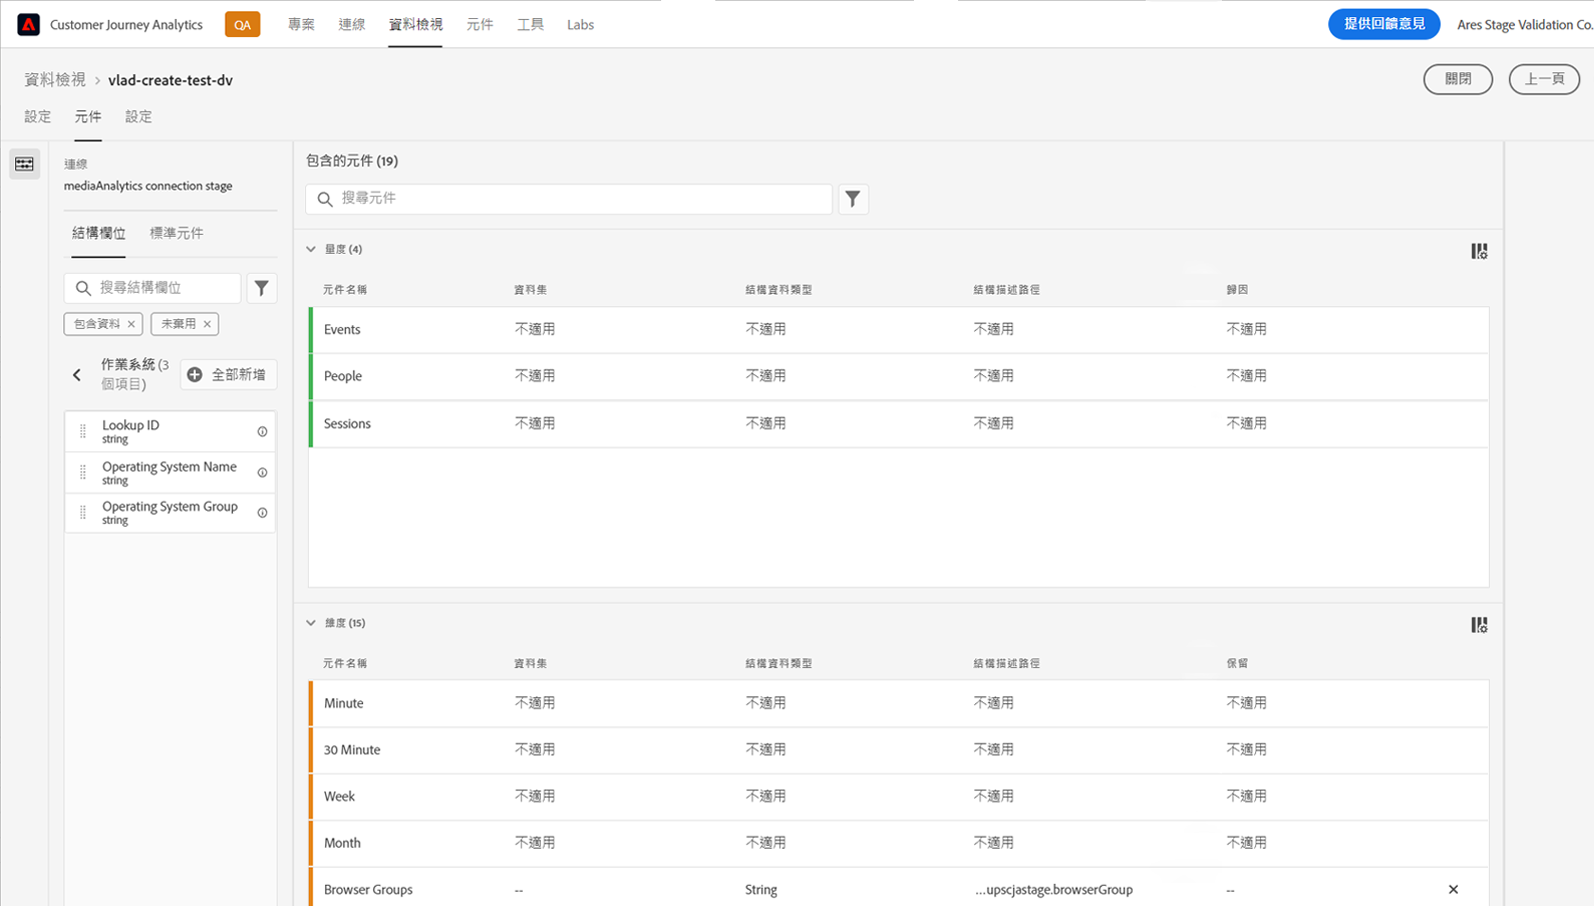 Customer Journey Analytics QA 專案 連線 資料檢視 元件 工具 Labs 提供回饋意見 Ares Stage Validation Co.
資料檢視 > vlad-create-test-dv 關閉 上一頁
設定 元件 設定
連線
mediaAnalytics connection stage
結構欄位 標準元件
搜尋結構欄位
包含資料 × 未棄用 ×
作業系統 (3
個項目)
全部新增
Lookup ID
string
Operating System Name
string
Operating System Group
string
包含的元件 (19)
搜尋元件
量度 (4)
元件名稱 資料集 結構資料類型 結構描述路徑 歸因
Events 不適用 不適用 不適用 不適用
People 不適用 不適用 不適用 不適用
Sessions 不適用 不適用 不適用 不適用
維度 (15)
元件名稱 資料集 結構資料類型 結構描述路徑 保留
Minute 不適用 不適用 不適用 不適用
30 Minute 不適用 不適用 不適用 不適用
Week 不適用 不適用 不適用 不適用
Month 不適用 不適用 不適用 不適用
Browser Groups -- String ...upscjastage.browserGroup -- ×